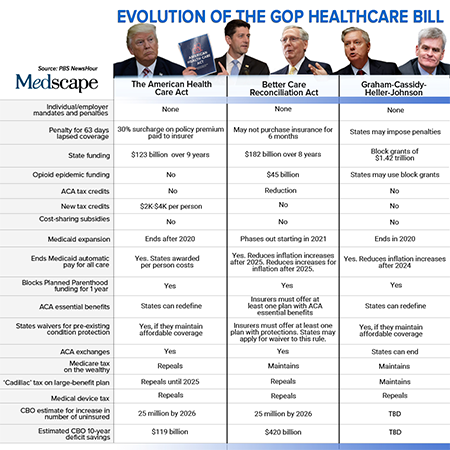 EVOLUTION OF THE GOP HEALTHCARE BILL
Source: PBS NewsHour
Medscape
AMERICAN HEALTH CARE ACT
The American Health
Care Act
Better Care
Reconciliation Act
Graham-Cassidy-
Heller-Johnson
Individual/employer
mandates and penalties
None
None
None
Penalty for 63 days
lapsed coverage
30% surcharge on policy premium
paid to insurer
May not purchase insurance for
6 months
States may impose penalties
State funding
$123 billion over 9 years
$182 billion over 8 years
Block grants of
$1.42 trillion
Opioid epidemic funding
No
$45 billion
States may use block grants
ACA tax credits
No
Reduction
No
New tax credits
$2K-$4K per person
No
No
Cost-sharing subsidies
No
No
No
Medicaid expansion
Ends after 2020
Phases out starting in 2021
Ends in 2020
Ends Medicaid automatic
pay for all care
Yes. States awarded
per person costs
Yes. Reduces inflation increases
after 2025. Reduces increases for
inflation after 2025.
Yes. Reduces inflation increases
after 2024
Blocks Planned Parenthood
funding for 1 year
Yes
Yes
Yes
ACA essential benefits
States can redefine
Insurers must offer at
least one plan with ACA
essential benefits
States can redefine
States waivers for pre-existing
condition protection
Yes, if they maintain
affordable coverage
Insurers must offer at least one
plan with protections. States may
apply for waiver to this rule.
Yes, if they maintain
affordable coverage
ACA exchanges
Yes
Yes
States can end
Medicare tax
on the wealthy
Repeals
Maintains
Maintains
'Cadillac' tax on large-benefit plan
Repeals until 2025
Repeals
Maintains
Medical device tax
Repeals
Repeals
Repeals
CBO estimate for increase in
number of uninsured
25 million by 2026
25 million by 2026
TBD
Estimated CBO 10-year
deficit savings
$119 billion
$420 billion
TBD